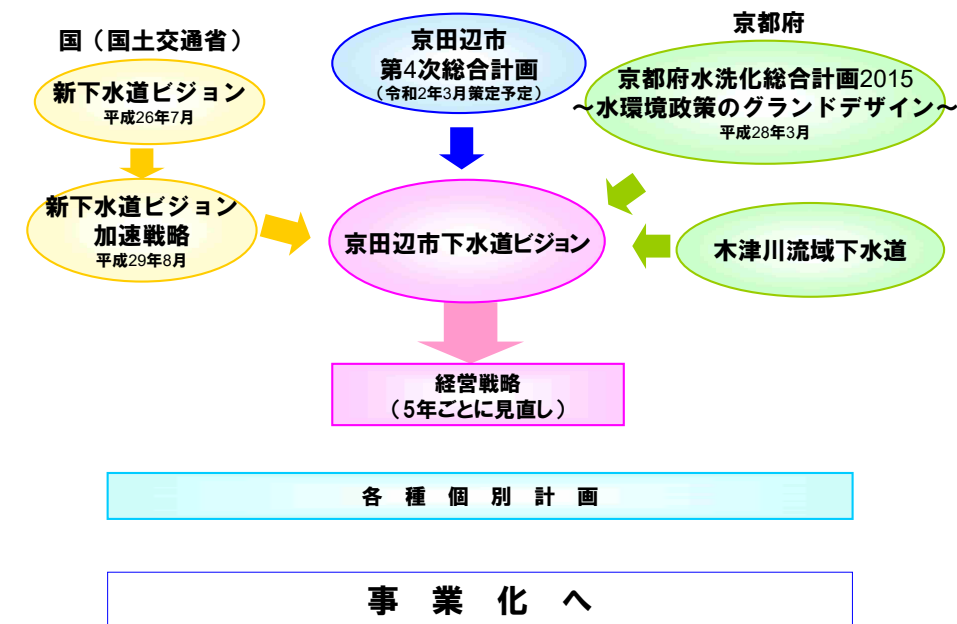 国（国土交通省）
新下水道ビジョン
平成26年7月
新下水道ビジョン
加速戦略
平成29年8月
京田辺市
第4次総合計画
（令和2年3月策定予定）
京都府
京都府水洗化総合計画2015
～水環境政策のグランドデザイン～
平成28年3月
京田辺市下水道ビジョン
木津川流域下水道
経営戦略
（5年ごとに見直し）
各種個別計画
事業化へ